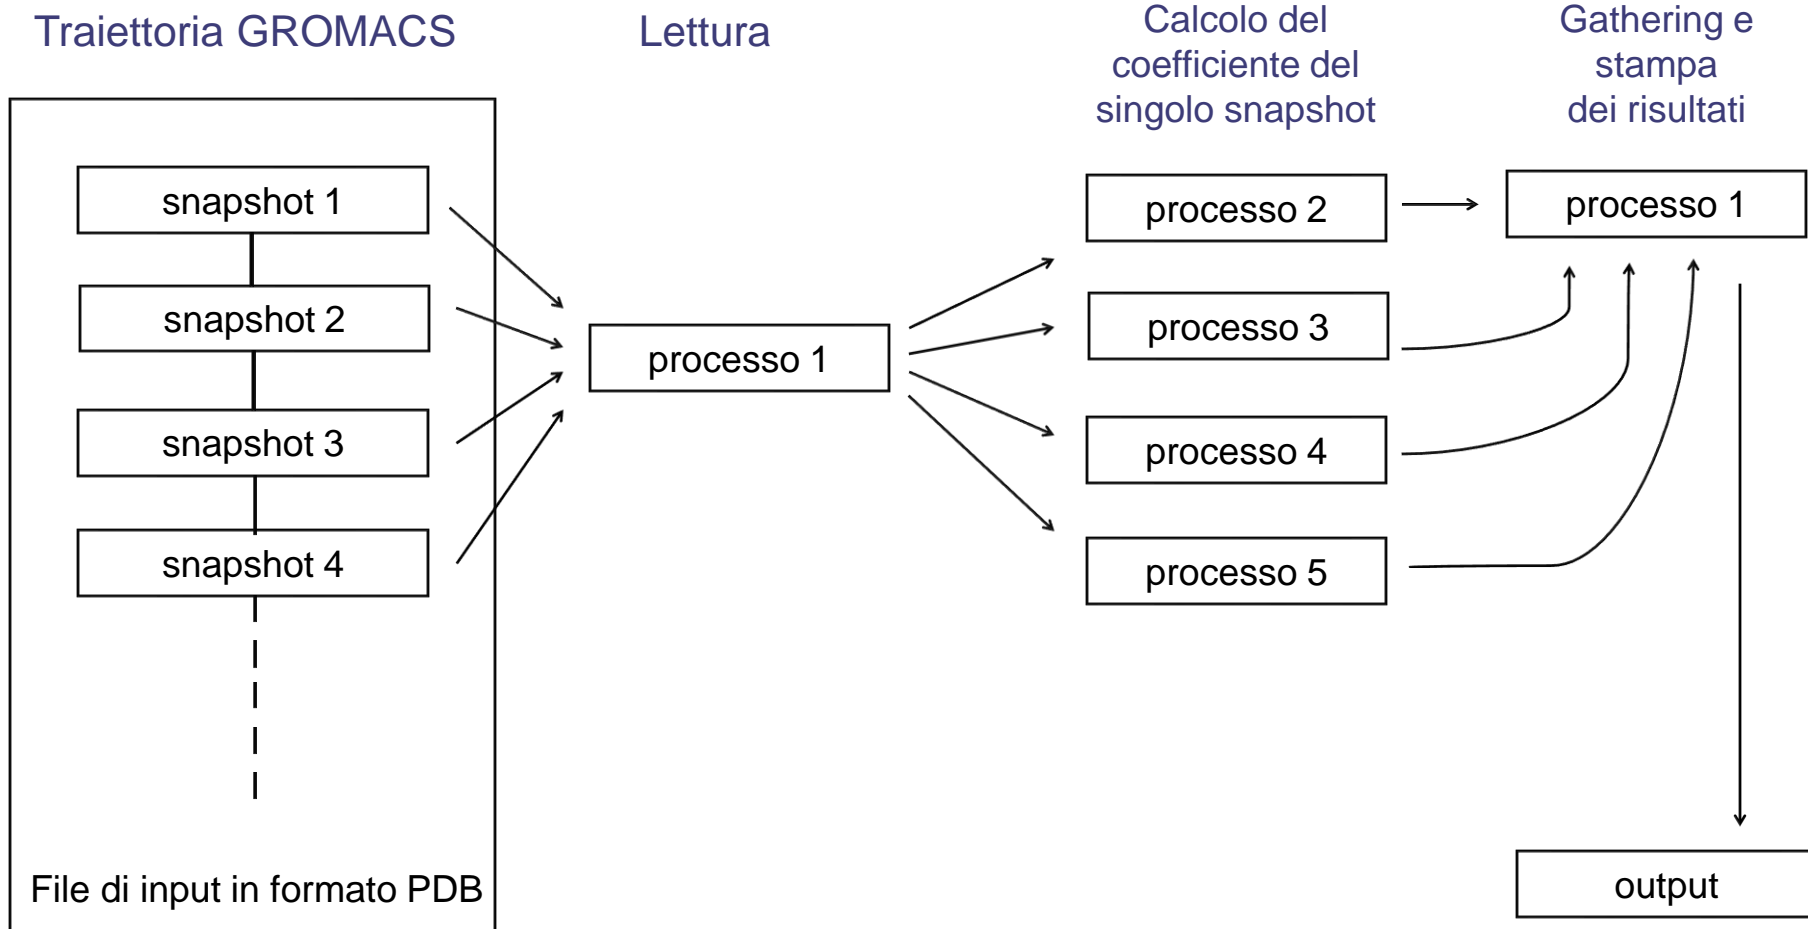 Traiettoria GROMACS
Lettura
Calcolo del
coefficiente del
singolo snapshot
Gathering e
stampa
dei risultati
snapshot 1
snapshot 2
snapshot 3
snapshot 4
File di input in formato PDB
processo 1
processo 2
processo 3
processo 4
processo 5
processo 1
output